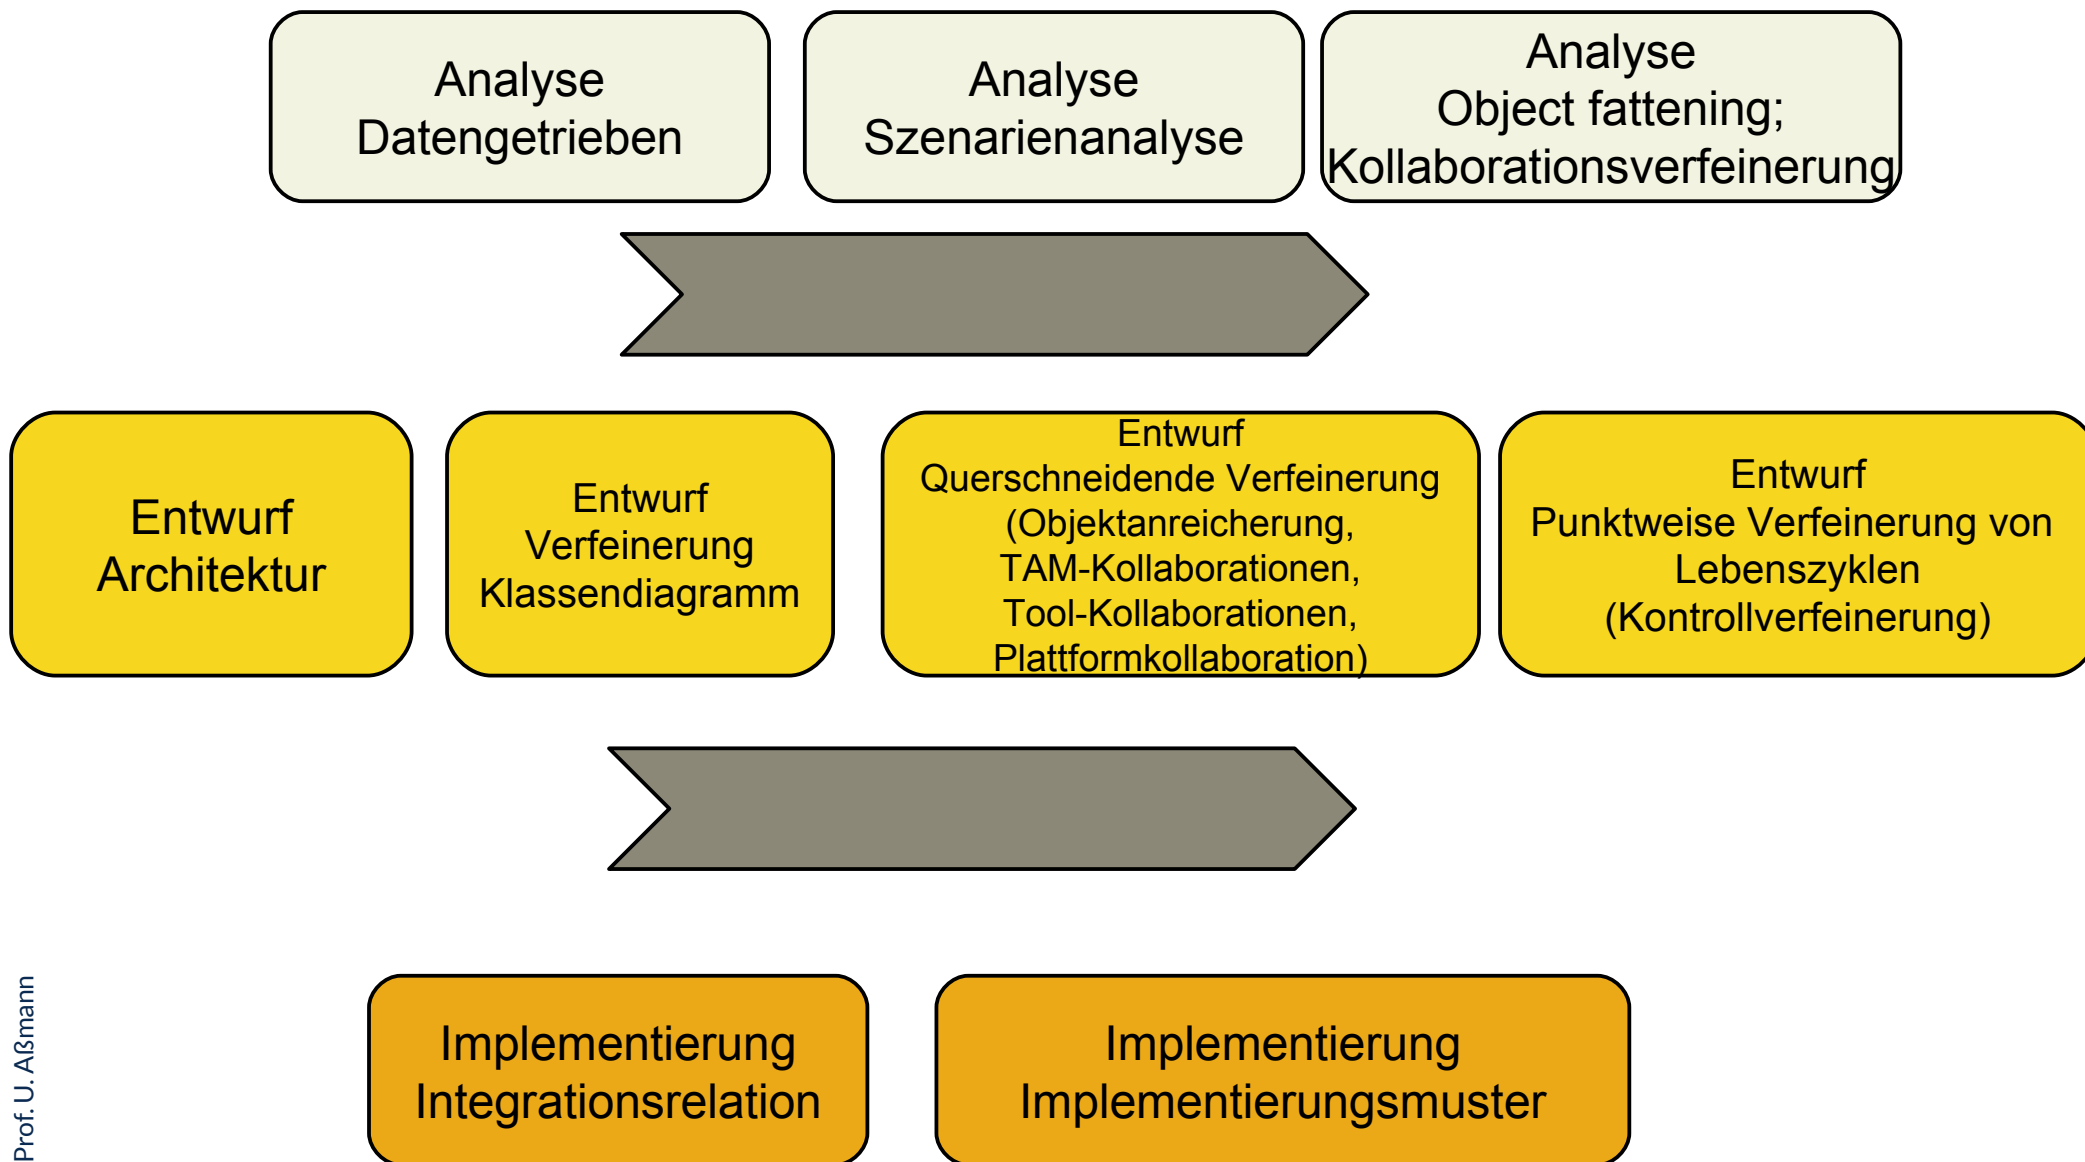 Analyse
Datengetrieben
Analyse
Szenarienanalyse
Analyse
Object fattening;
Kollaborationsverfeinerung
Entwurf
Architektur
Entwurf
Verfeinerung
Klassendiagramm
Entwurf
Querschneidende Verfeinerung
(Objektanreicherung,
TAM-Kollaborationen,
Tool-Kollaborationen,
Plattformkollaboration)
Entwurf
Punktweise Verfeinerung von
Lebenszyklen
(Kontrollverfeinerung)
Implementierung
Integrationsrelation
Implementierung
Implementierungsmuster
Prof. U. Aßmann